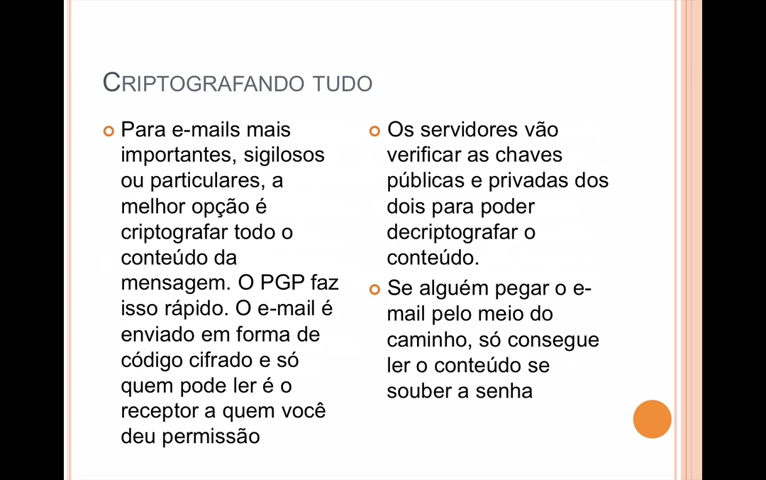 CRIPTOGRAFANDO TUDO
Para e-mails mais
importantes, sigilosos
ou particulares, a
melhor opção é
criptografar todo o
conteúdo da
mensagem. O PGP faz
isso rápido. O e-mail é
enviado em forma de
código cifrado e só
quem pode ler é o
receptor a quem você
deu permissão
Os servidores vão
verificar as chaves
públicas e privadas dos
dois para poder
decriptografar o
conteúdo.
Se alguém pegar o e-
mail pelo meio do
caminho, só consegue
ler o conteúdo se
souber a senha